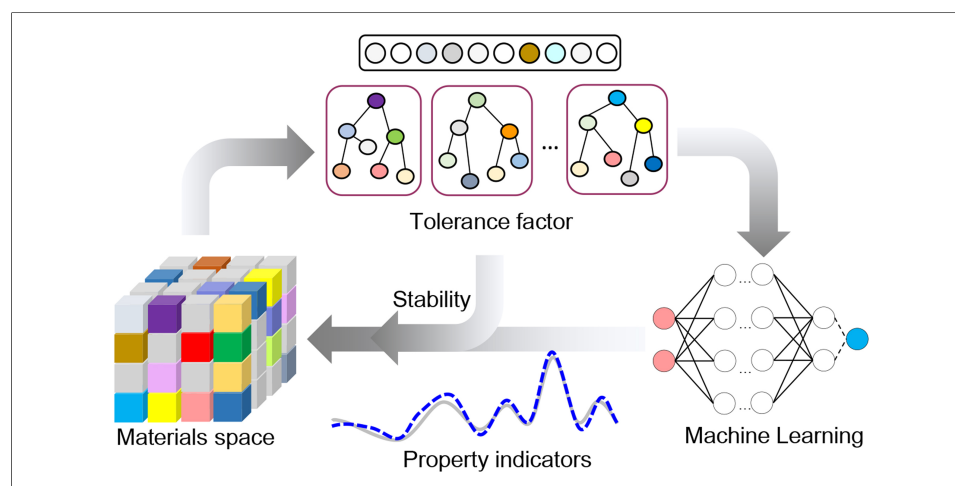 ...
Tolerance factor
Stability
... ...
... ...
... ...
... ...
Materials space
Property indicators
Machine Learning